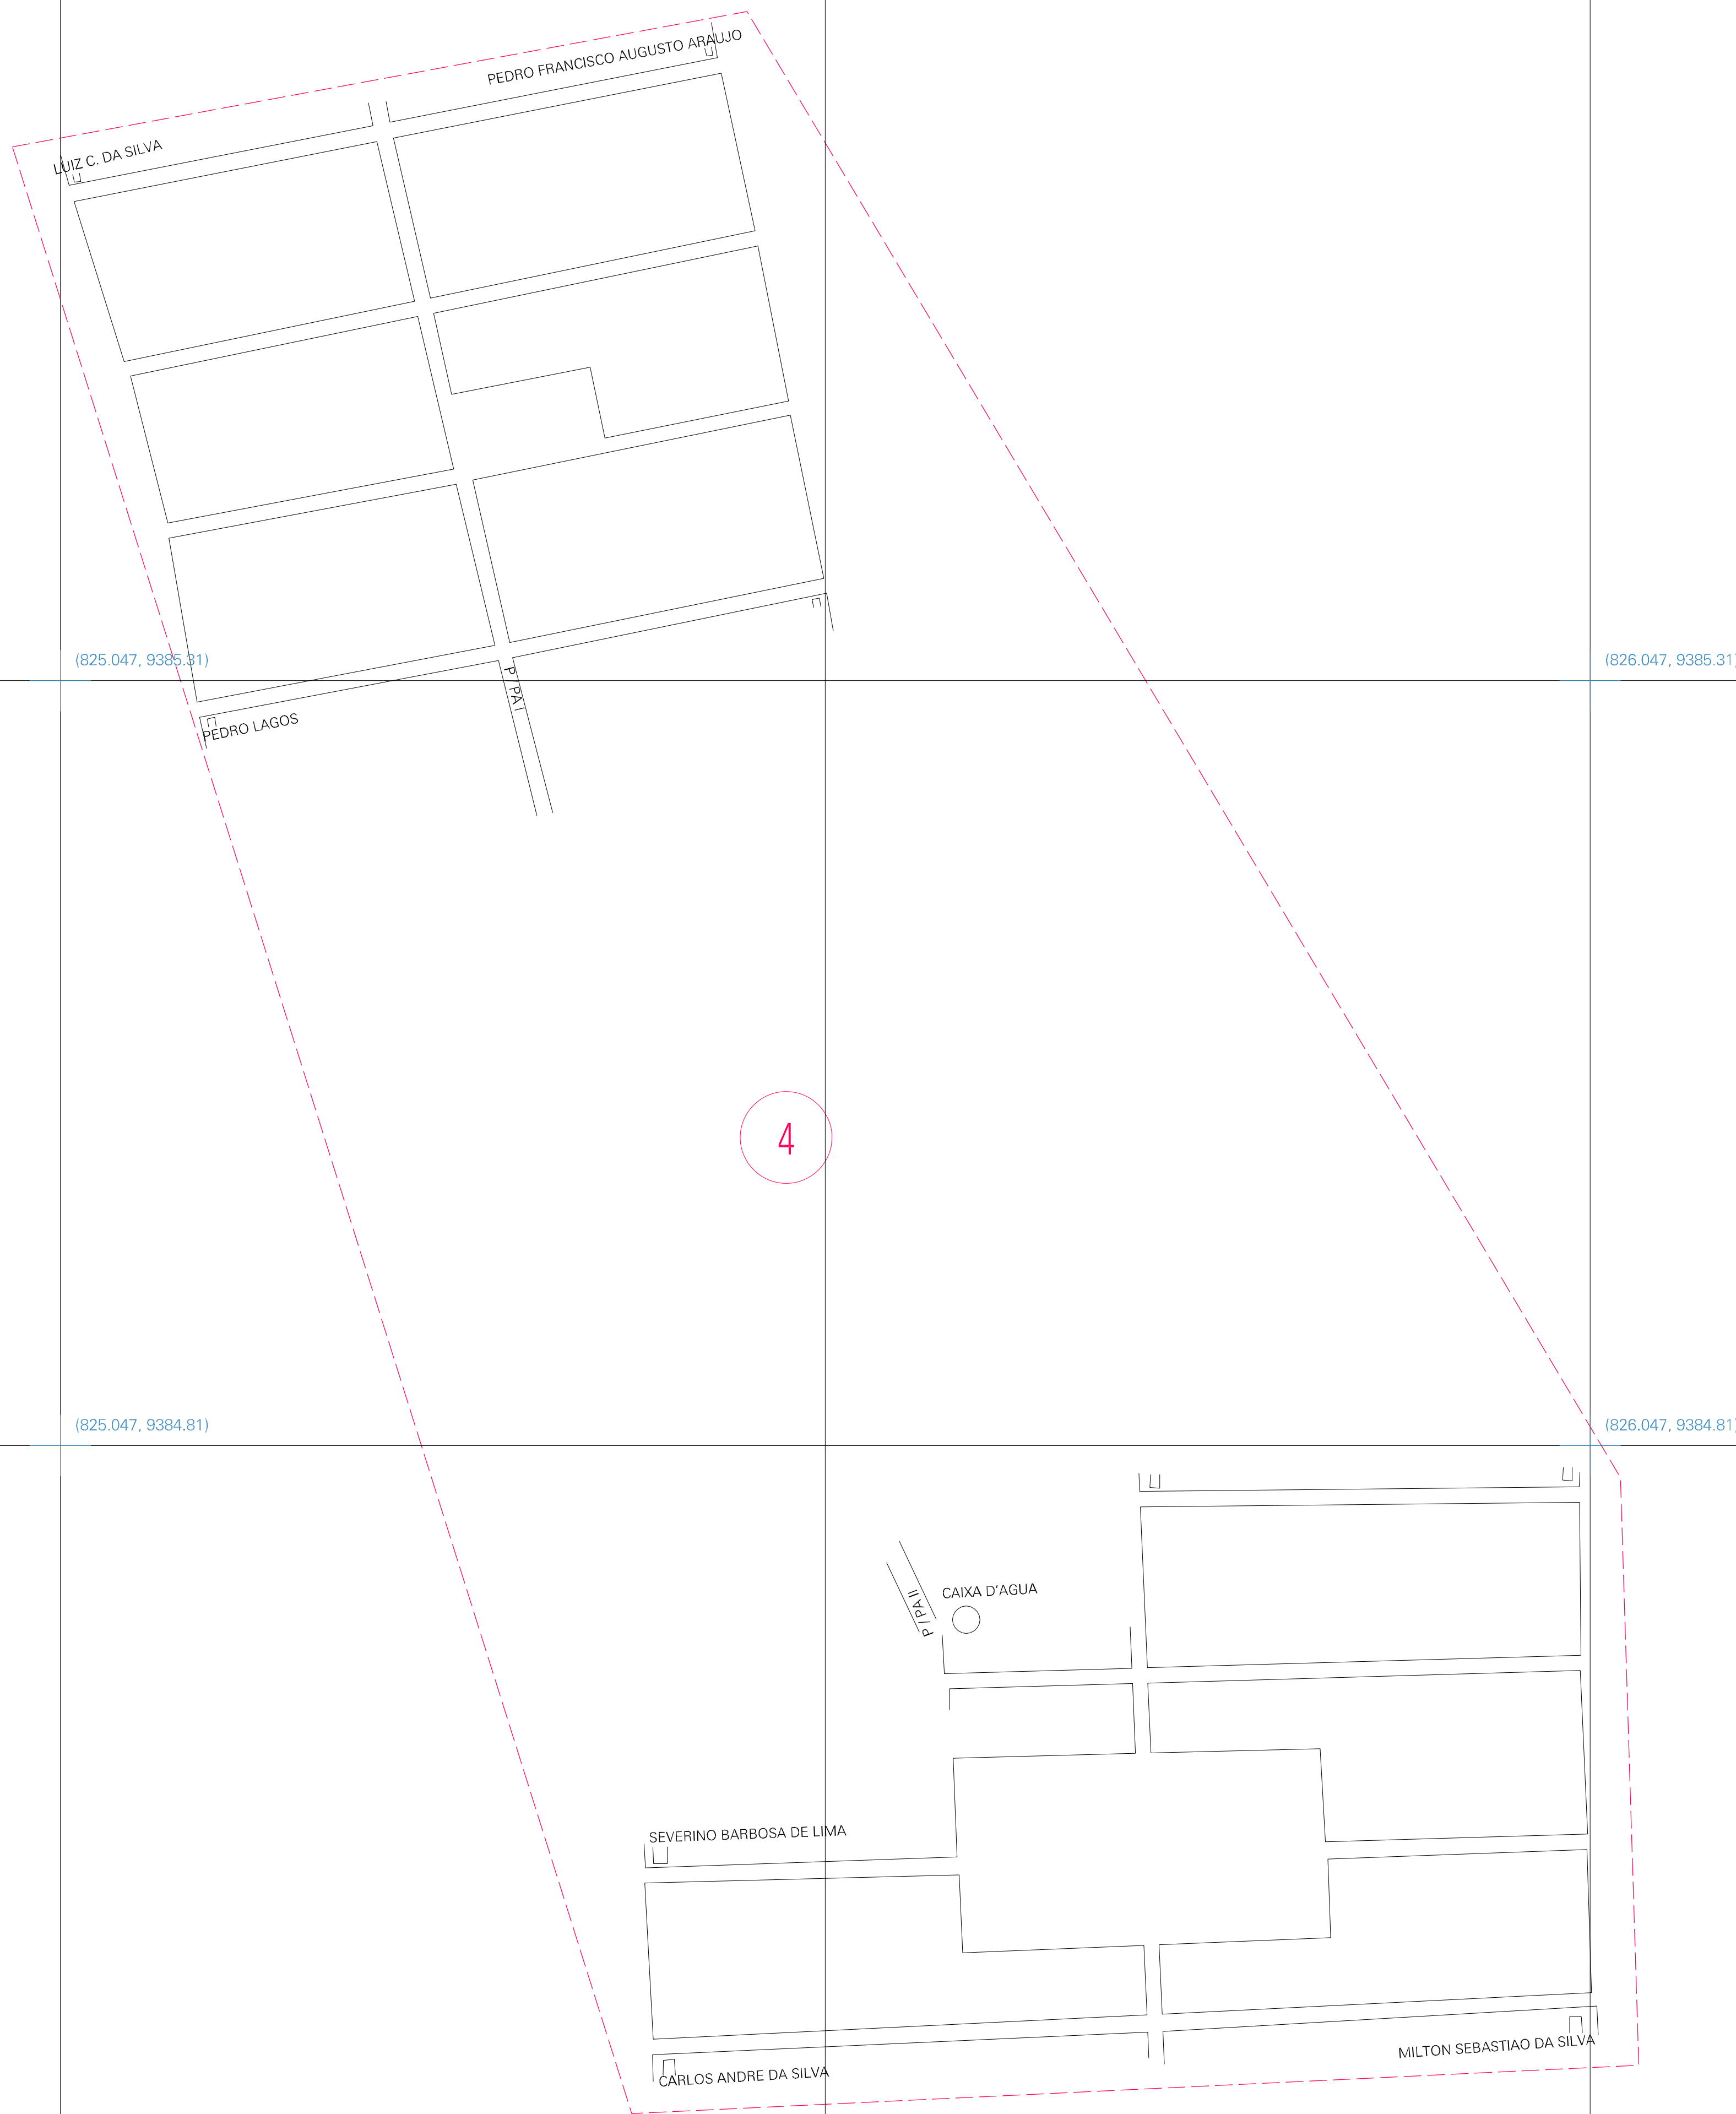 PEDRO FRANCISCO AUGUSTO ARAUJO
LUIZ C. DA SILVA
(825.047, 9385.31)
(826.047, 9385.31)
P / PA I
PEDRO LAGOS
4
(825.047, 9384.81)
(826.047, 9384.81)
CAIXA D'AGUA
P / PA II
SEVERINO BARBOSA DE LIMA
MILTON SEBASTIAO DA SILVA
CARLOS ANDRE DA SILVA